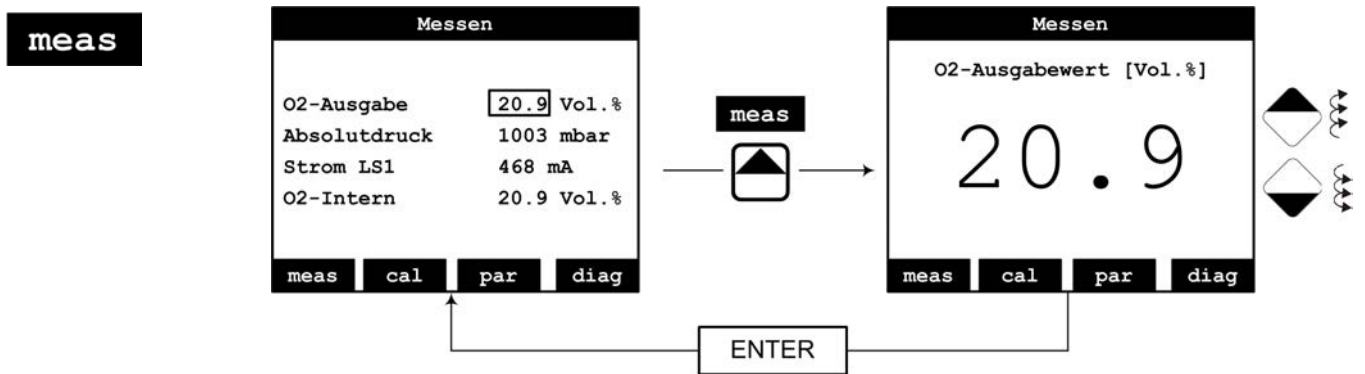 meas
Messen
O2-Ausgabe 20.9 Vol.%
Absolutdruck 1003 mbar
Strom LS1 468 mA
O2-Intern 20.9 Vol.%
meas cal par diag
meas
Messen
O2-Ausgabewert [Vol.%]
20.9
meas cal par diag
ENTER